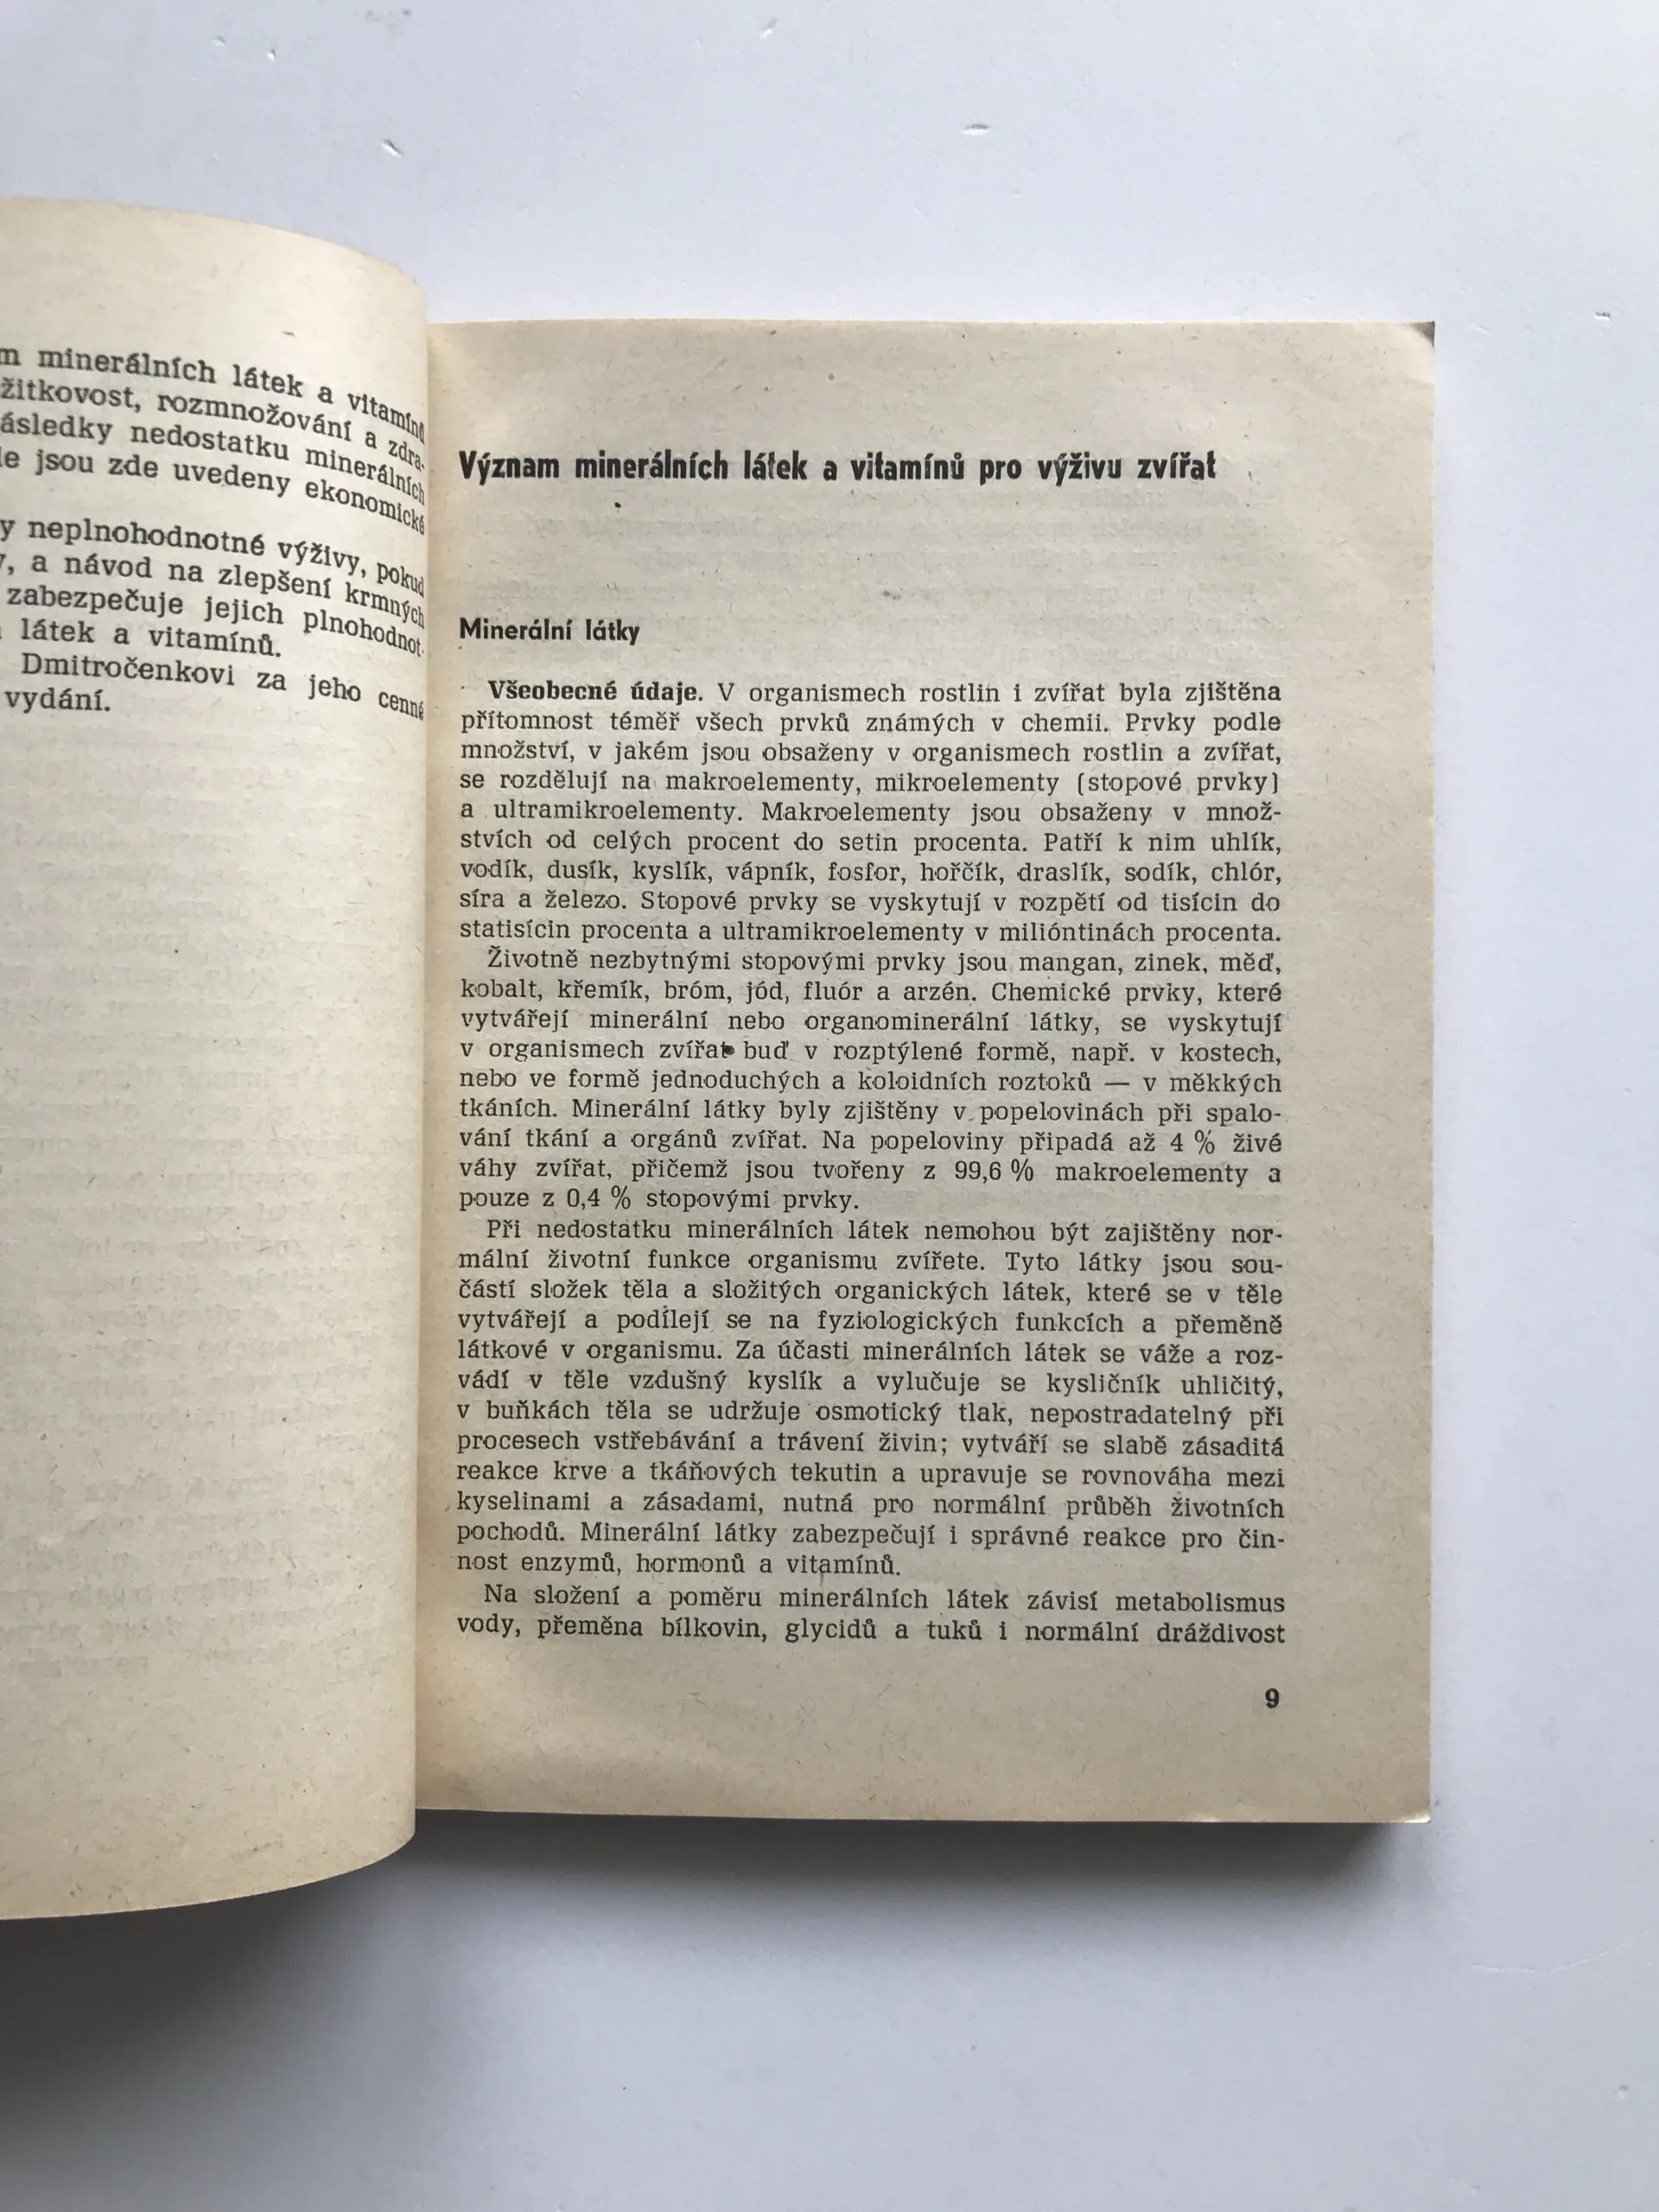 minerálních látek a vitamínů
žitkovost, rozmnožování a zdra-
ásledky nedostatku minerálních
le jsou zde uvedeny ekonomické
y neplnohodnotné výživy, pokud
, a návod na zlepšení krmných
zabezpečuje jejich plnohodnot-
látek a vitamínů.
Dmitročenkovi za jeho cenné
vydání.
Význam minerálních látek a vitamínů pro výživu zvířat
Minerální látky
Všeobecné údaje. V organismech rostlin i zvířat byla zjištěna
přítomnost téměř všech prvků známých v chemii. Prvky podle
množství, v jakém jsou obsaženy v organismech rostlin a zvířat,
se rozdělují na makroelementy, mikroelementy (stopové prvky)
a ultramikroelementy. Makroelementy jsou obsaženy v množ-
stvích od celých procent do setin procenta. Patří k nim uhlík,
vodík, dusík, kyslík, vápník, fosfor, hořčík, draslík, sodík, chlór,
síra a železo. Stopové prvky se vyskytují v rozpětí od tisícin do
statisícin procenta a ultramikroelementy v milióntinách procenta.
Životně nezbytnými stopovými prvky jsou mangan, zinek, měď,
kobalt, křemík, bróm, jód, fluór a arzén. Chemické prvky, které
vytvářejí minerální nebo organominerální látky, se vyskytují
v organismech zvířat buď v rozptýlené formě, např. v kostech,
nebo ve formě jednoduchých a koloidních roztoků — v měkkých
tkáních. Minerální látky byly zjištěny v popelovinách při spalo-
vání tkání a orgánů zvířat. Na popeloviny připadá až 4 % živé
váhy zvířat, přičemž jsou tvořeny z 99,6 % makroelementy a
pouze z 0,4 % stopovými prvky.
Při nedostatku minerálních látek nemohou být zajištěny nor-
mální životní funkce organismu zvířete. Tyto látky jsou sou-
částí složek těla a složitých organických látek, které se v těle
vytvářejí a podílejí se na fyziologických funkcích a přeměně
látkové v organismu. Za účasti minerálních látek se váže a roz-
vádí v těle vzdušný kyslík a vylučuje se kysličník uhličitý,
v buňkách těla se udržuje osmotický tlak, nepostradatelný při
procesech vstřebávání a trávení živin; vytváří se slabě zásaditá
reakce krve a tkáňových tekutin a upravuje se rovnováha mezi
kyselinami a zásadami, nutná pro normální průběh životních
pochodů. Minerální látky zabezpečují i správné reakce pro čin-
nost enzymů, hormonů a vitamínů.
Na složení a poměru minerálních látek závisí metabolismus
vody, přeměna bílkovin, glycidů a tuků i normální dráždivost
9